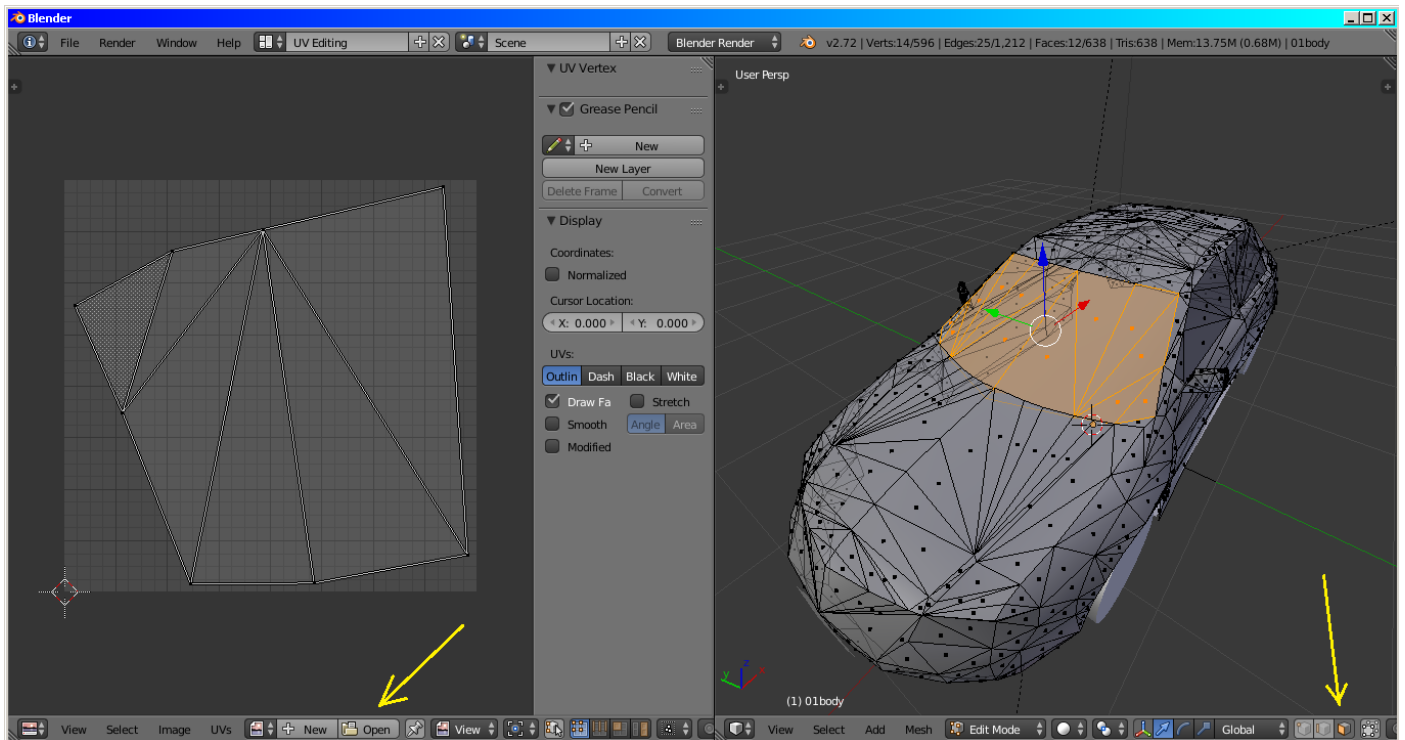 Blender
File Render Window Help UV Editing Scene Blender Render v2.72 | Verts:14/596 | Edges:25/1,212 | Faces:12/638 | Tris:638 | Mem:13.75M (0.68M) | 01body
UV Vertex
Grease Pencil
New
New Layer
Delete Frame Convert
Display
Coordinates:
Normalized
Cursor Location:
X: 0.000 Y: 0.000
UVs:
Outlin Dash Black White
Draw Fa Stretch
Smooth Angle Area
Modified
User Persp
z
y x
(1) 01body
View Select Image UVs New Open View
View Select Add Mesh Edit Mode Global